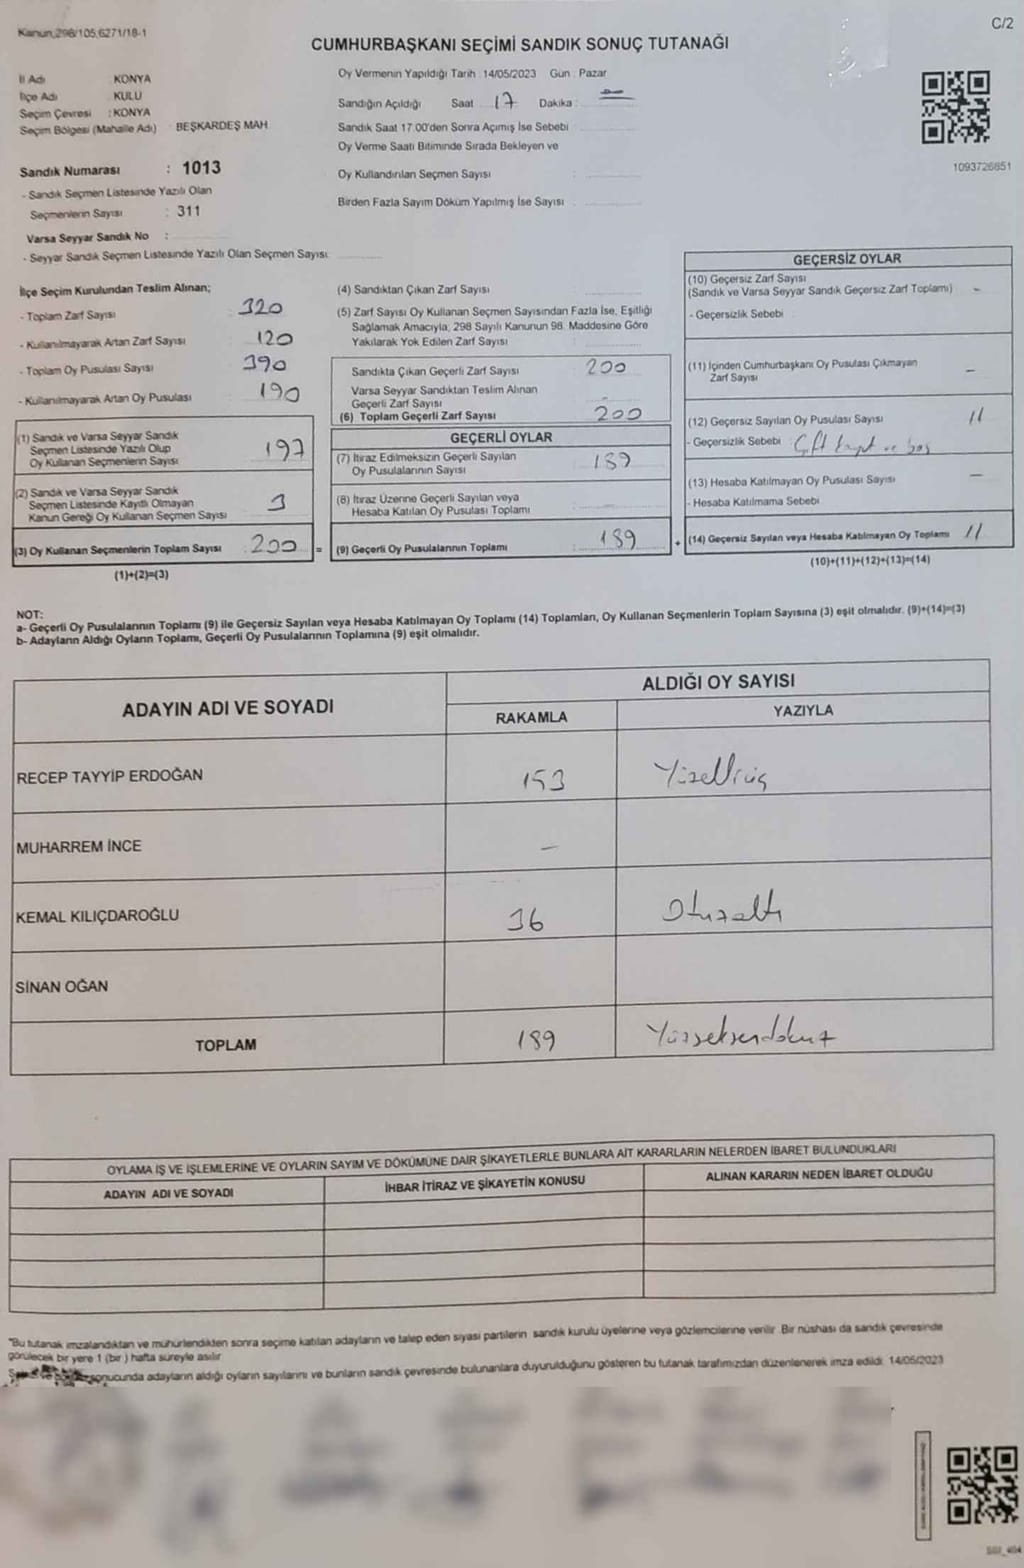 Kanun,298/105,6271/18-1
C/2
CUMHURBAŞKANI SEÇİMİ SANDIK SONUÇ TUTANAĞI
İl Adı KONYA
İlçe Adı KULU
Seçim Çevresi : KONYA
Seçim Bölgesi (Mahalle Adı) : BEŞKARDEŞ MAH.
Sandık Numarası : 1013
- Sandık Seçmen Listesinde Yazılı Olan
Seçmenlerin Sayısı : 311
Varsa Seyyar Sandık No :
- Seyyar Sandık Seçmen Listesinde Yazılı Olan Seçmen Sayısı:
Oy Vermenin Yapıldığı Tarih : 14/05/2023 Gün : Pazar
Sandığın Açıldığı Saat 17 Dakika :
Sandık Saat 17:00'den Sonra Açımış İse Sebebi
Oy Verme Saati Bitiminde Sırada Bekleyen ve
Oy Kullandırılan Seçmen Sayısı :
Birden Fazla Sayım Döküm Yapılmış İse Sayısı :
1093726851
İlçe Seçim Kurulundan Teslim Alınan;
- Toplam Zarf Sayısı : 320
- Kullanılmayarak Artan Zarf Sayısı : 120
- Toplam Oy Pusulası Sayısı : 390
- Kullanılmayarak Artan Oy Pusulası : 190
(1) Sandık ve Varsa Seyyar Sandık
Seçmen Listesinde Yazılı Olup
Oy Kullanan Seçmenlerin Sayısı : 197
(2) Sandık ve Varsa Seyyar Sandık
Seçmen Listesinde Kayıtlı Olmayan
Kanun Gereği Oy Kullanan Seçmen Sayısı : 3
(3) Oy Kullanan Seçmenlerin Toplam Sayısı : 200 =
(1)+(2)=(3)
(4) Sandıktan Çıkan Zarf Sayısı :
(5) Zarf Sayısı Oy Kullanan Seçmen Sayısından Fazla İse, Eşitliği
Sağlamak Amacıyla; 298 Sayılı Kanunun 98. Maddesine Göre
Yakılarak Yok Edilen Zarf Sayısı :
Sandıkta Çıkan Geçerli Zarf Sayısı : 200
Varsa Seyyar Sandıktan Teslim Alınan
Geçerli Zarf Sayısı : -
(6) Toplam Geçerli Zarf Sayısı : 200
GEÇERLİ OYLAR
(7) İtiraz Edilmeksizin Geçerli Sayılan
Oy Pusulalarının Sayısı : 189
(8) İtiraz Üzerine Geçerli Sayılan veya
Hesaba Katılan Oy Pusulası Toplamı : -
(9) Geçerli Oy Pusulalarının Toplamı : 189 +
GEÇERSİZ OYLAR
(10) Geçersiz Zarf Sayısı
(Sandık ve Varsa Seyyar Sandık Geçersiz Zarf Toplamı) : -
- Geçersizlik Sebebi :
(11) İçinden Cumhurbaşkanı Oy Pusulası Çıkmayan
Zarf Sayısı : -
(12) Geçersiz Sayılan Oy Pusulası Sayısı : 11
- Geçersizlik Sebebi : Çift ve boş
(13) Hesaba Katılmayan Oy Pusulası Sayısı : -
- Hesaba Katılmama Sebebi
(14) Geçersiz Sayılan veya Hesaba Katılmayan Oy Toplamı : 11
(10)+(11)+(12)+(13)=(14)
NOT:
a- Geçerli Oy Pusulalarının Toplamı (9) ile Geçersiz Sayılan veya Hesaba Katılmayan Oy Toplamı (14) Toplamları, Oy Kullanan Seçmenlerin Toplam Sayısına (3) eşit olmalıdır. (9)+(14)=(3)
b- Adayların Aldığı Oyların Toplamı, Geçerli Oy Pusulalarının Toplamına (9) eşit olmalıdır.
ADAYIN ADI VE SOYADI
ALDIĞI OY SAYISI
RAKAMLA YAZIYLA
RECEP TAYYİP ERDOĞAN 153 Yüzelliüç
MUHARREM İNCE -
KEMAL KILIÇDAROĞLU 36 Otuzaltı
SİNAN OĞAN
TOPLAM 189 Yüzseksendokuz
OYLAMA İŞ VE İŞLEMLERİNE VE OYLARIN SAYIM VE DÖKÜMÜNE DAİR ŞİKAYETLERLE BUNLARA AİT KARARLARIN NELERDEN İBARET BULUNDUKLARI
ADAYIN ADI VE SOYADI İHBAR İTİRAZ VE ŞİKAYETİN KONUSU ALINAN KARARIN NEDEN İBARET OLDUĞU
"Bu tutanak imzalandıktan ve mühürlendikten sonra seçime katılan adayların ve talep eden siyasi partilerin sandık kurulu üyelerine veya gözlemcilerine verilir. Bir nüshası da sandık çevresinde
görülecek bir yere 1 (bir ) hafta süreyle asılır.
sonucunda adayların aldığı oyların sayılarını ve bunların sandık çevresinde bulunanlara duyurulduğunu gösteren bu tutanak tarafımızdan düzenlenerek imza edildi. 14/05/2023